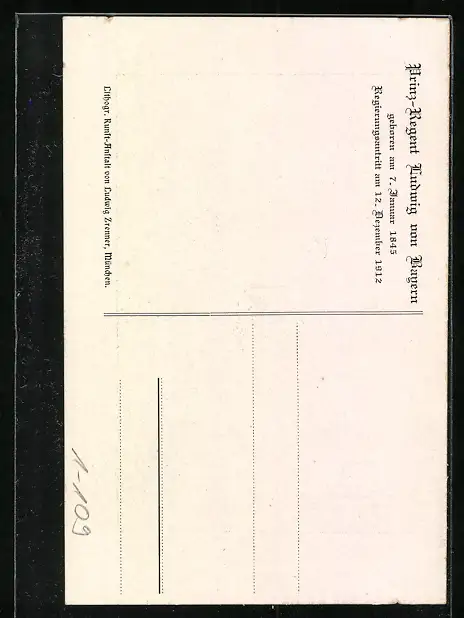 Prinz-Regent Ludwig von Bayern
geboren am 7. Januar 1845
Regierungsantritt am 12. Dezember 1912
Lithogr. Kunst-Anstalt von Ludwig Zrenner, München.
1-109